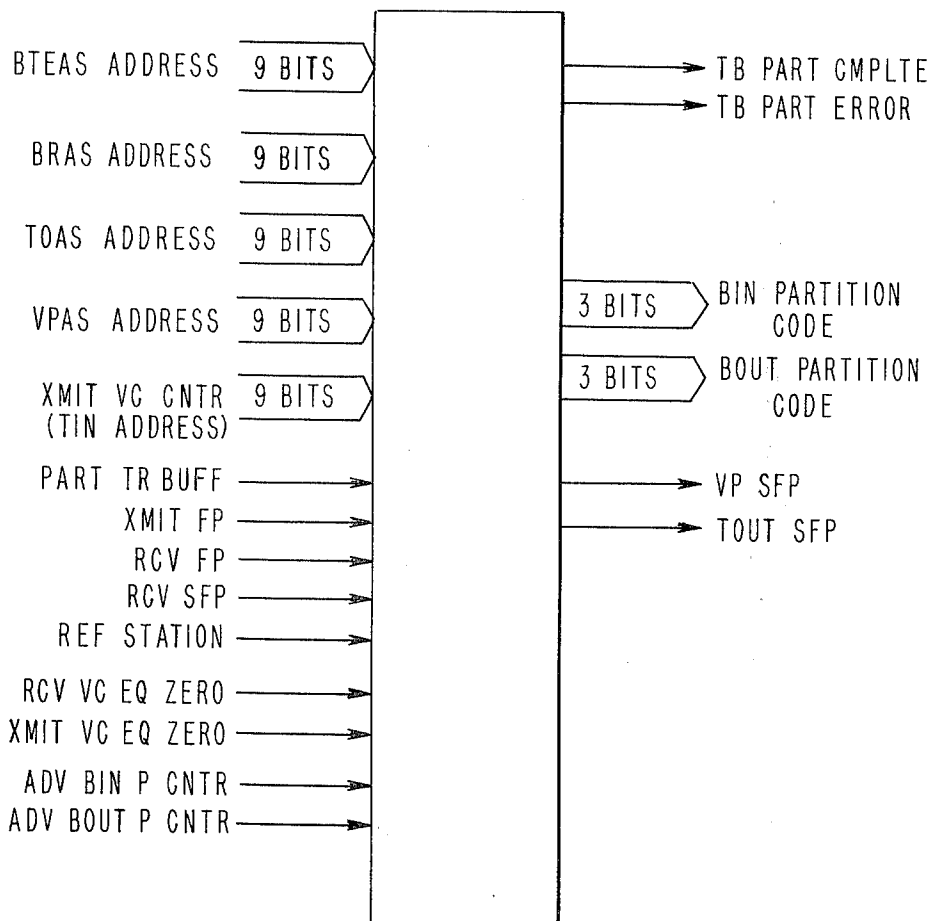 BTEAS ADDRESS 9 BITS
BRAS ADDRESS 9 BITS
TOAS ADDRESS 9 BITS
VPAS ADDRESS 9 BITS
XMIT VC CNTR 9 BITS
(TIN ADDRESS)
PART TR BUFF
XMIT FP
RCV FP
RCV SFP
REF STATION
RCV VC EQ ZERO
XMIT VC EQ ZERO
ADV BIN P CNTR
ADV BOUT P CNTR
TB PART CMPLTE
TB PART ERROR
3 BITS BIN PARTITION
CODE
3 BITS BOUT PARTITION
CODE
VP SFP
TOUT SFP